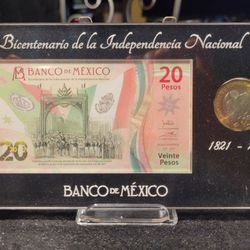 Bicentenario de la Independencia Nacional
BANCO DE MÉXICO
20
Pesos
20
Veinte
Pesos
1821 -
BANCO DE MÉXICO